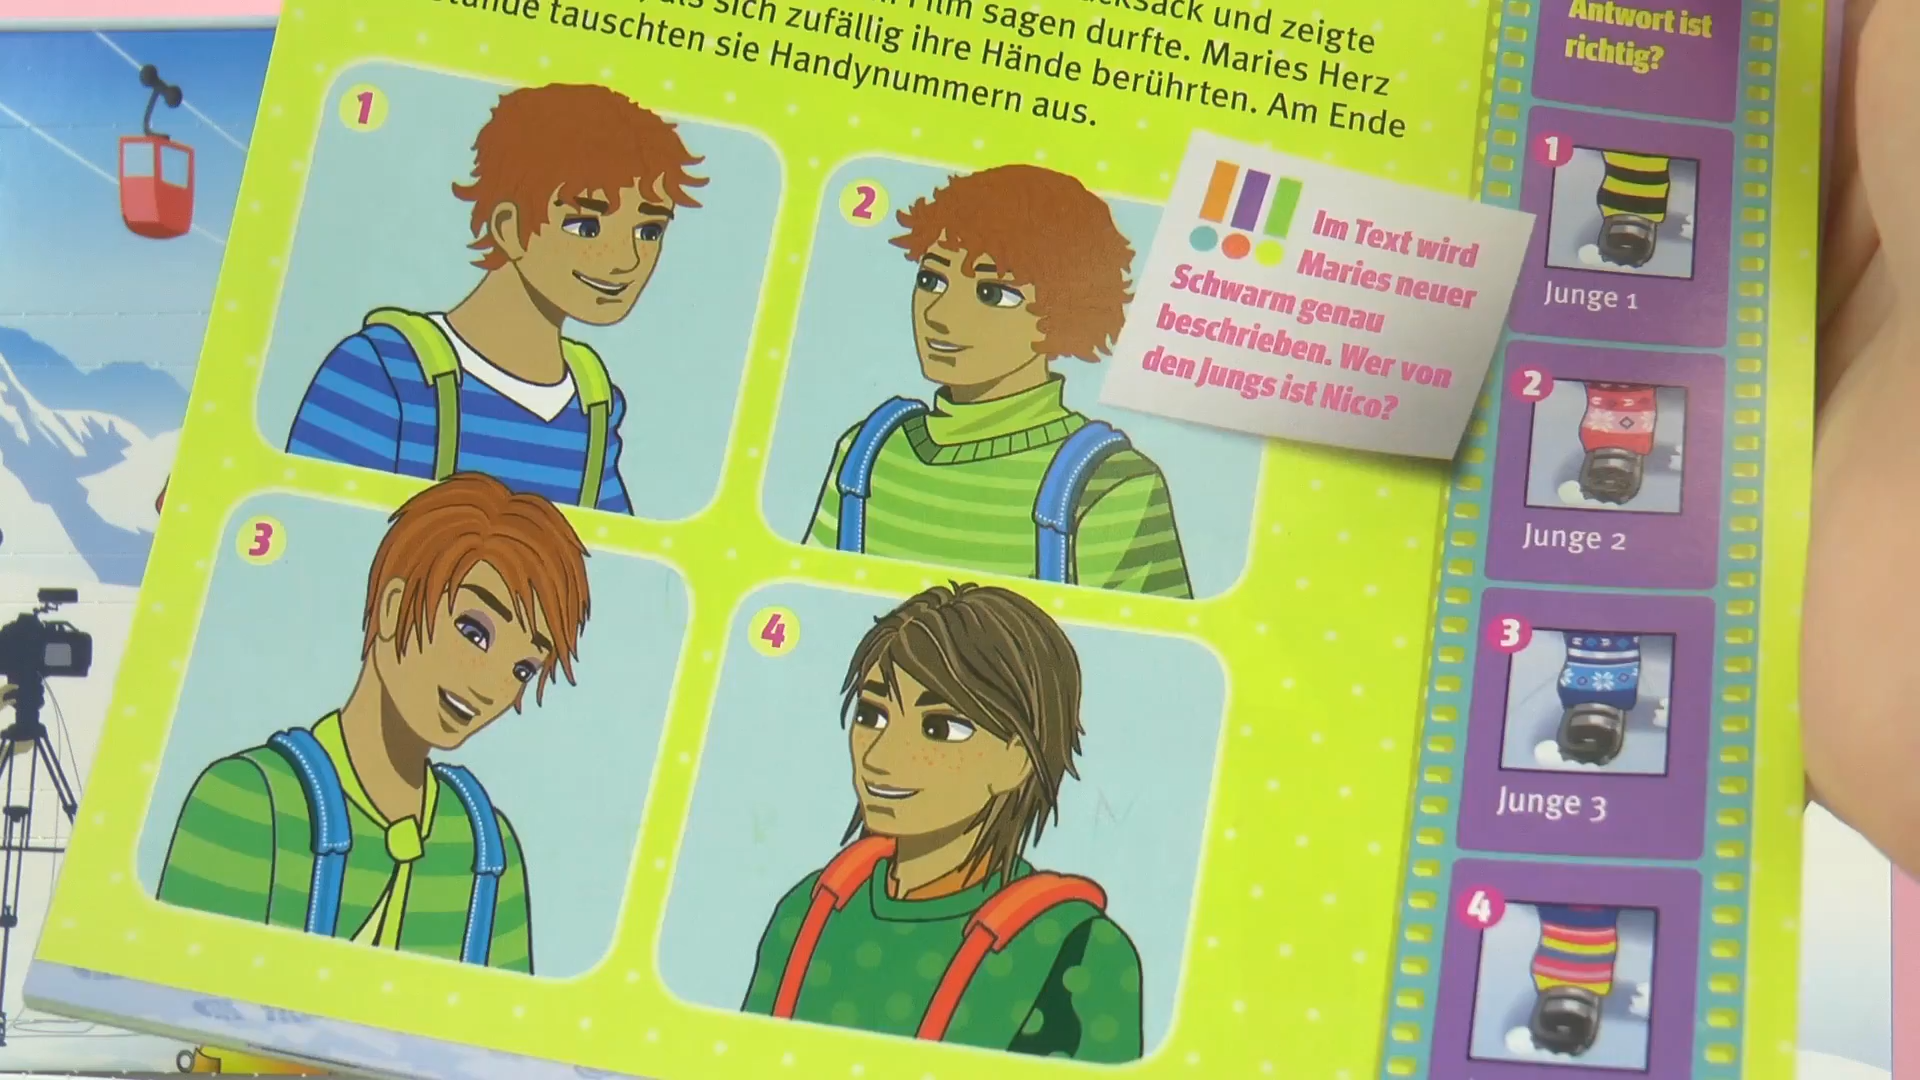 und zeigte
Film sagen durfte. Maries Herz
sich zufällig ihre Hände berührten. Am Ende
tauschten sie Handynummern aus.
1
2
3
4
!!! Im Text wird
Maries neuer
Schwarm genau
beschrieben. Wer von
den Jungs ist Nico?
Antwort ist
richtig?
1
Junge 1
2
Junge 2
3
Junge 3
4